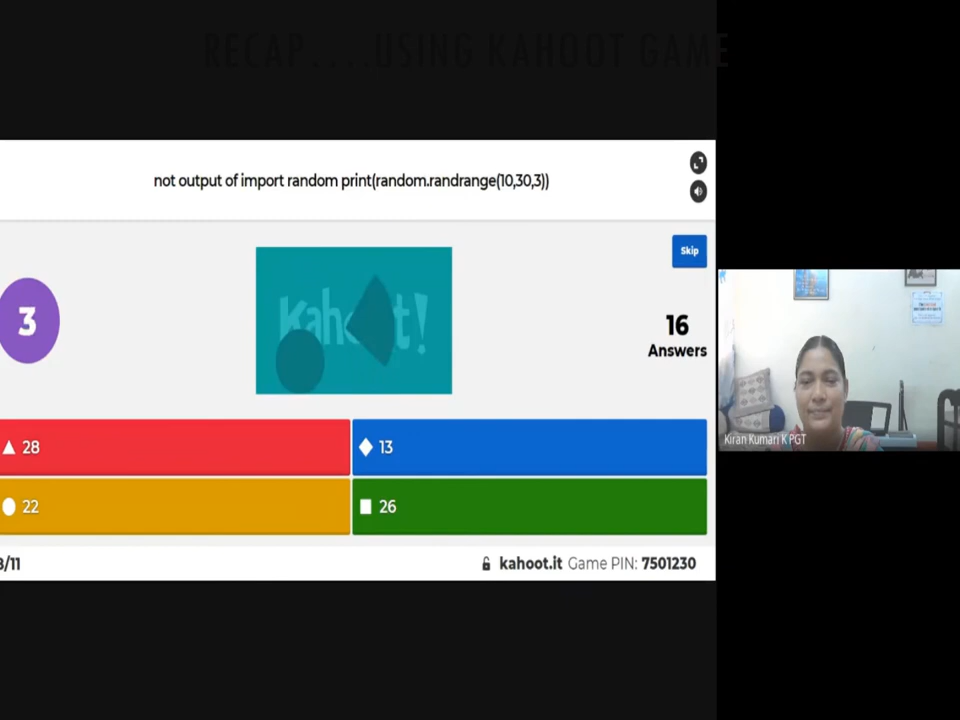 RECAP....USING KAHOOT GAME
not output of import random print(random.randrange(10,30,3))
Skip
3
Kahoot!
16
Answers
28
13
22
26
Kiran Kumari K PGT
/11
kahoot.it Game PIN: 7501230